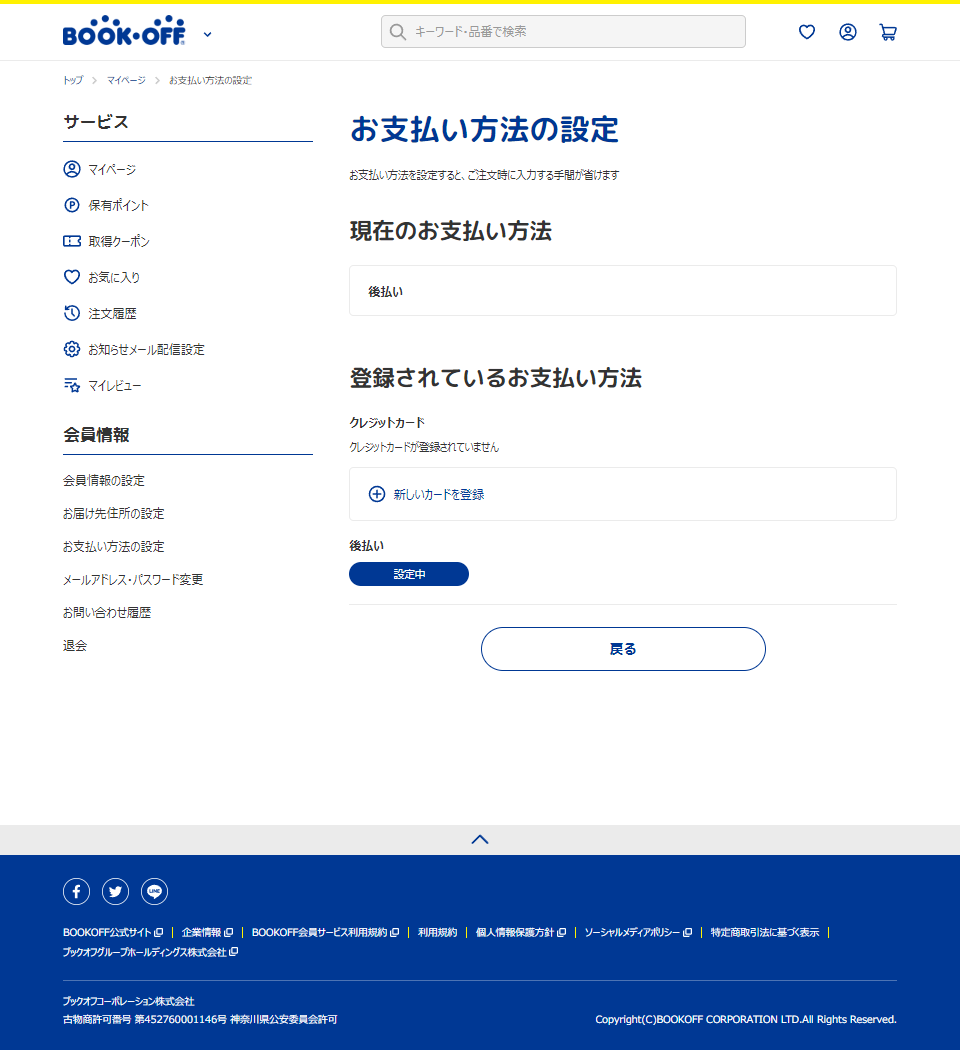 BOOK・OFF
キーワード・品番で検索
トップ マイページ お支払い方法の設定
サービス
マイページ
保有ポイント
取得クーポン
お気に入り
注文履歴
お知らせメール配信設定
マイレビュー
会員情報
会員情報の設定
お届け先住所の設定
お支払い方法の設定
メールアドレス・パスワード変更
お問い合わせ履歴
退会
お支払い方法の設定
お支払い方法を設定すると、ご注文時に入力する手間が省けます
現在のお支払い方法
後払い
登録されているお支払い方法
クレジットカード
クレジットカードが登録されていません
新しいカードを登録
後払い
設定中
戻る
BOOKOFF公式サイト 企業情報 BOOKOFF会員サービス利用規約 利用規約 個人情報保護方針 ソーシャルメディアポリシー 特定商取引法に基づく表示
ブックオフグループホールディングス株式会社
ブックオフコーポレーション株式会社
古物商許可番号 第452760001146号 神奈川県公安委員会許可
Copyright(C)BOOKOFF CORPORATION LTD.All Rights Reserved.